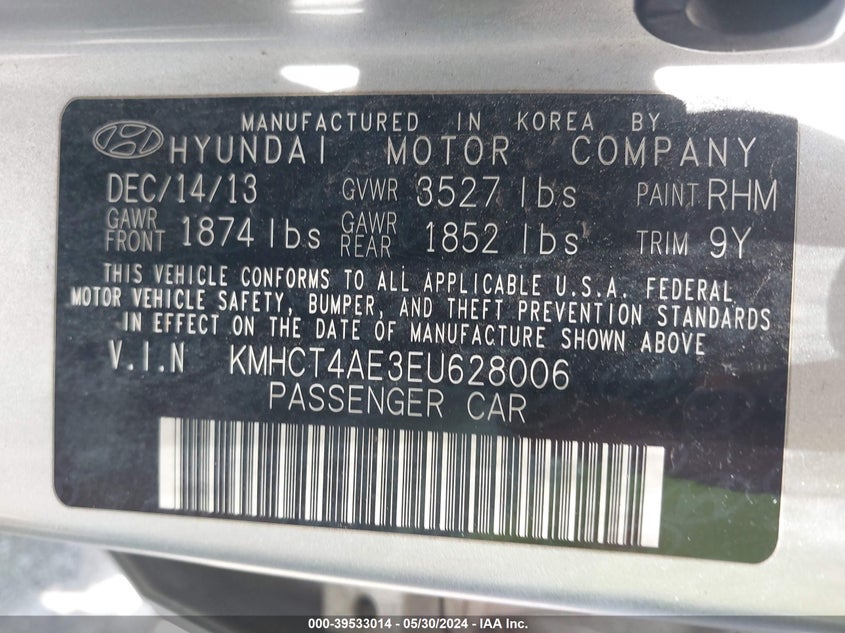 MANUFACTURED IN KOREA BY
HYUNDAI MOTOR COMPANY
DEC/14/13 GVWR 3527 lbs PAINT RHM
GAWR FRONT 1874 lbs GAWR REAR 1852 lbs TRIM 9Y
THIS VEHICLE CONFORMS TO ALL APPLICABLE U.S.A. FEDERAL
MOTOR VEHICLE SAFETY, BUMPER, AND THEFT PREVENTION STANDARDS
IN EFFECT ON THE DATE OF MANUFACTURE SHOWN ABOVE
V.I.N KMHCT4AE3EU628006
PASSENGER CAR
000-39533014 - 05/30/2024 - IAA Inc.